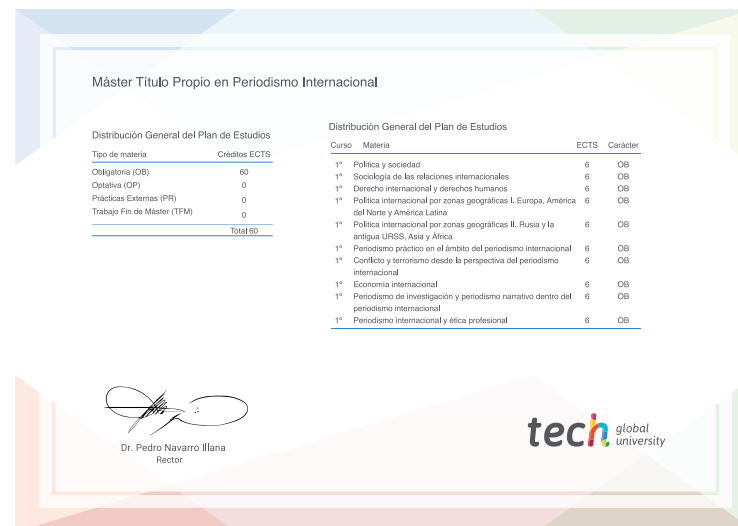 Máster Título Propio en Periodismo Internacional
Distribución General del Plan de Estudios
Tipo de materia Créditos ECTS
Obligatoria (OB) 60
Optativa (OP) 0
Prácticas Externas (PR) 0
Trabajo Fin de Máster (TFM) 0
Total 60
Distribución General del Plan de Estudios
Curso Materia ECTS Carácter
1º Política y sociedad 6 OB
1º Sociología de las relaciones internacionales 6 OB
1º Derecho internacional y derechos humanos 6 OB
1º Política internacional por zonas geográficas I. Europa, América 6 OB
del Norte y América Latina
1º Política internacional por zonas geográficas II. Rusia y la 6 OB
antigua URSS, Asia y África
1º Periodismo práctico en el ámbito del periodismo internacional 6 OB
1º Conflicto y terrorismo desde la perspectiva del periodismo 6 OB
internacional
1º Economía internacional 6 OB
1º Periodismo de investigación y periodismo narrativo dentro del 6 OB
periodismo internacional
1º Periodismo internacional y ética profesional 6 OB
Dr. Pedro Navarro Illana
Rector
tech global
university